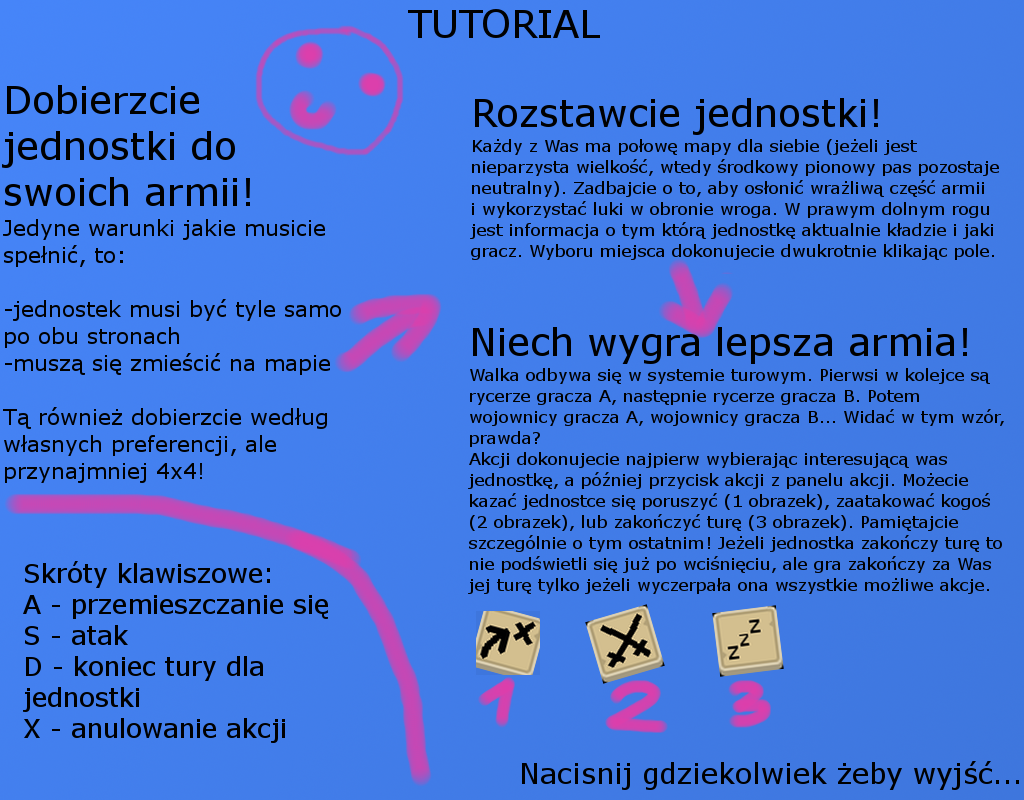 TUTORIAL
Dobierzcie
jednostki do
swoich armii!
Jedyne warunki jakie musicie
spełnić, to:
-jednostek musi być tyle samo
po obu stronach
-muszą się zmieścić na mapie
Tą również dobierzcie według
własnych preferencji, ale
przynajmniej 4x4!
Skróty klawiszowe:
A - przemieszczanie się
S - atak
D - koniec tury dla
jednostki
X - anulowanie akcji
Rozstawcie jednostki!
Każdy z Was ma połowę mapy dla siebie (jeżeli jest
nieparzysta wielkość, wtedy środkowy pionowy pas pozostaje
neutralny). Zadbajcie o to, aby osłonić wrażliwą część armii
i wykorzystać luki w obronie wroga. W prawym dolnym rogu
jest informacja o tym którą jednostkę aktualnie kładzie i jaki
gracz. Wyboru miejsca dokonujecie dwukrotnie klikając pole.
Niech wygra lepsza armia!
Walka odbywa się w systemie turowym. Pierwsi w kolejce są
rycerze gracza A, następnie rycerze gracza B. Potem
wojownicy gracza A, wojownicy gracza B... Widać w tym wzór,
prawda?
Akcji dokonujecie najpierw wybierając interesującą was
jednostkę, a później przycisk akcji z panelu akcji. Możecie
kazać jednostce się poruszyć (1 obrazek), zaatakować kogoś
(2 obrazek), lub zakończyć turę (3 obrazek). Pamiętajcie
szczególnie o tym ostatnim! Jeżeli jednostka zakończy turę to
nie podświetli się już po wciśnięciu, ale gra zakończy za Was
jej turę tylko jeżeli wyczerpała ona wszystkie możliwe akcje.
z z z
1 2 3
Nacisnij gdziekolwiek żeby wyjść...